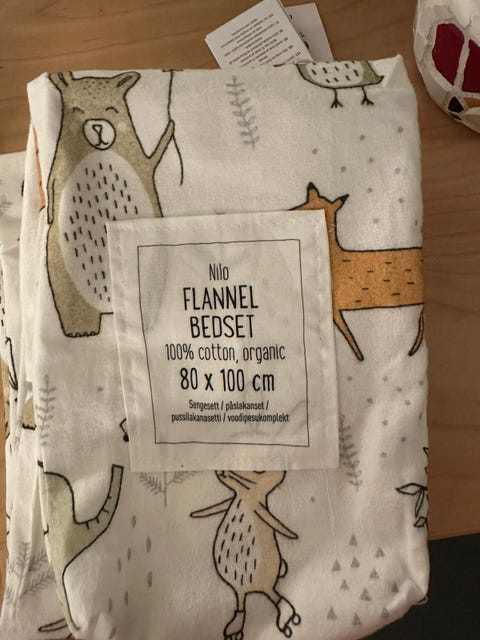 Nilo
FLANNEL
BEDSET
100% cotton, organic
80 x 100 cm
Sengesett / påslakanset /
pussilakanasetti / voodipesukomplekt